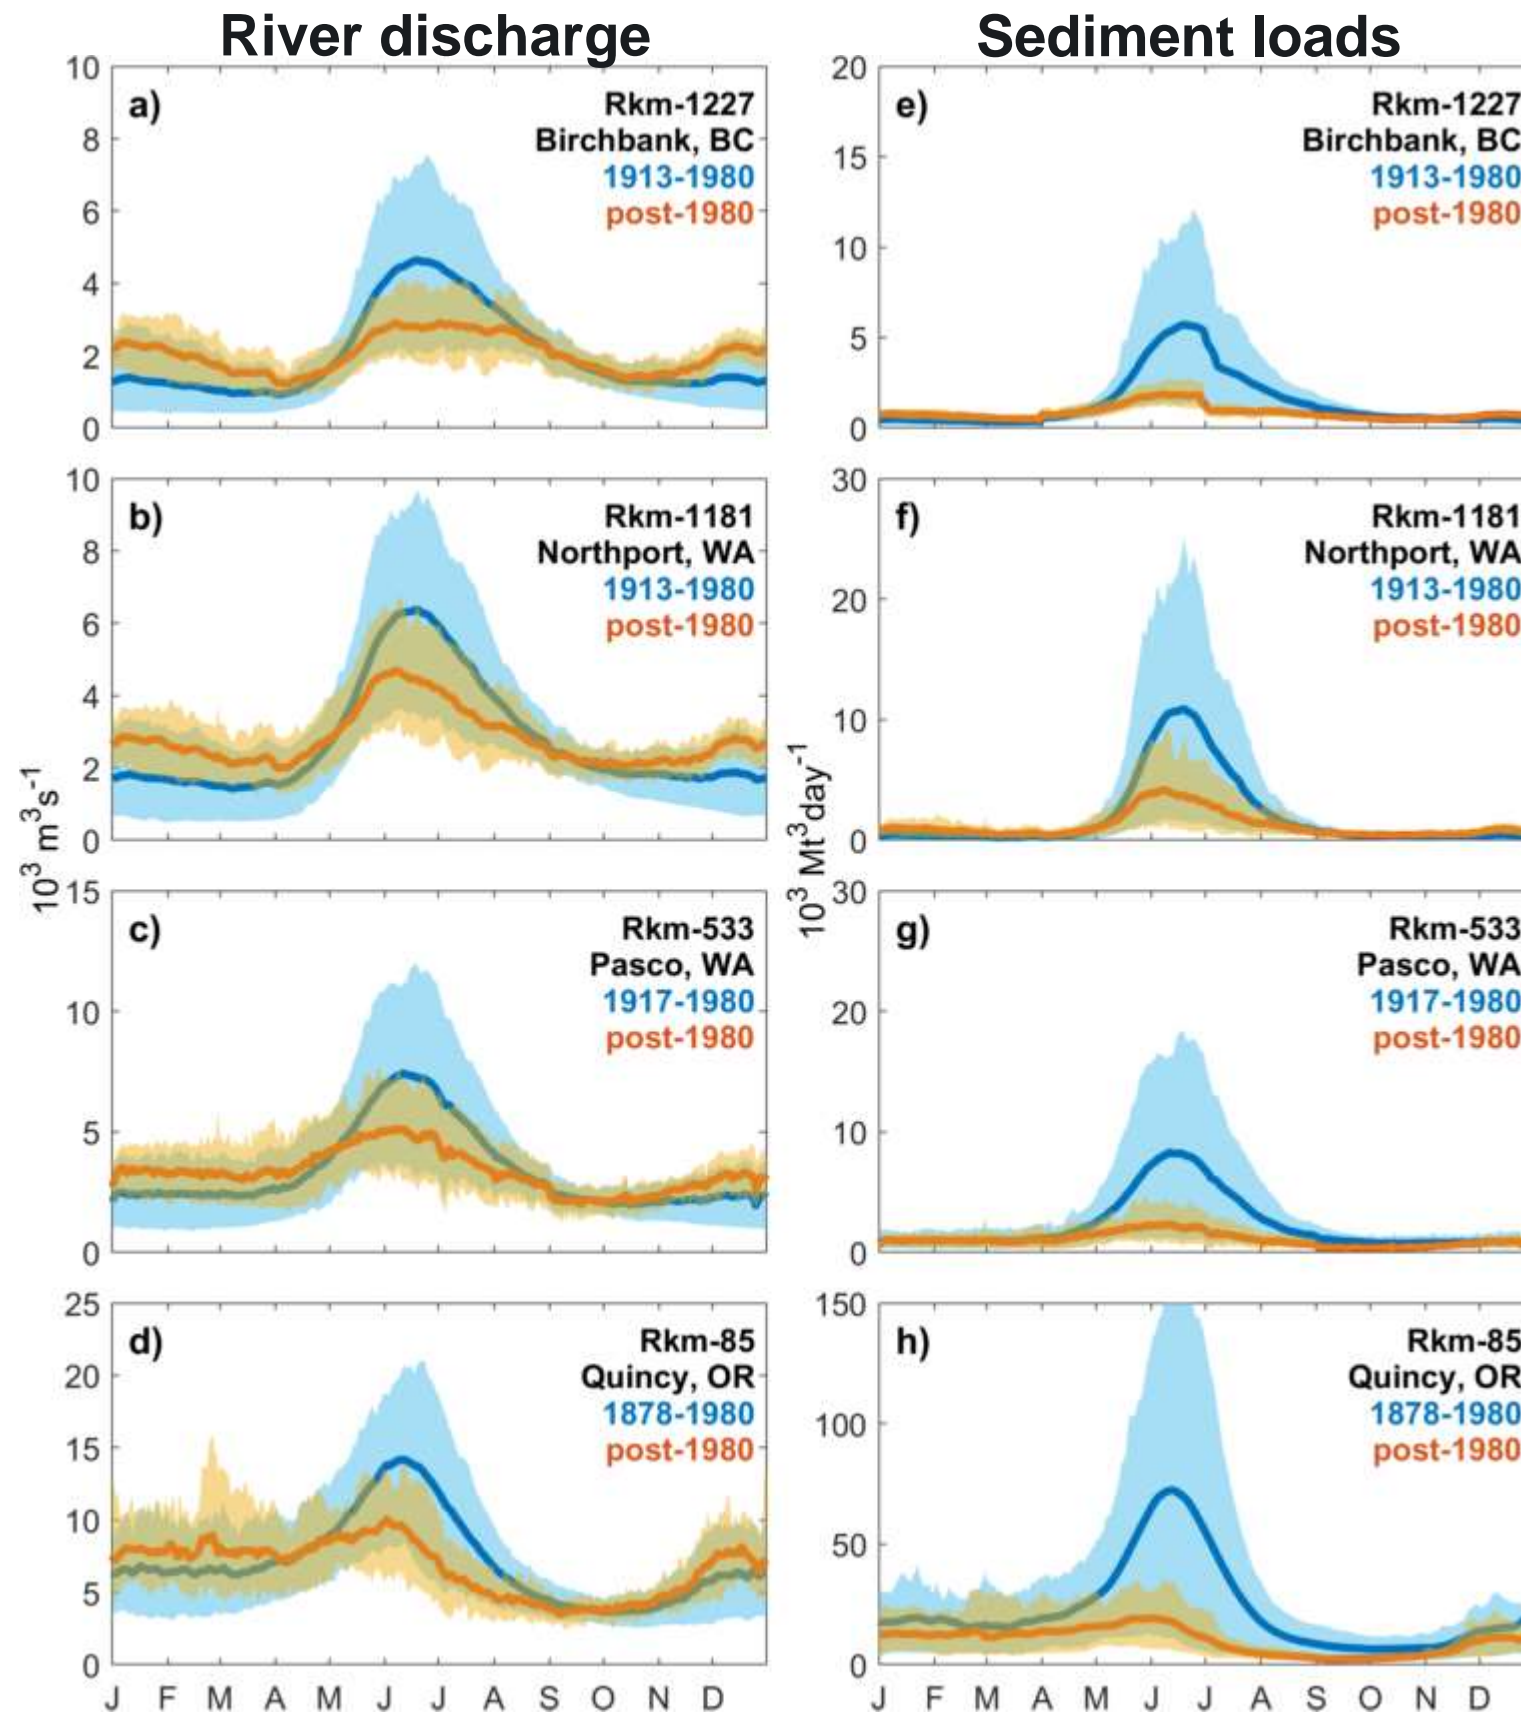 River discharge
Sediment loads
10
8
6
4
2
0
a)
Rkm-1227
Birchbank, BC
1913-1980
post-1980
20
15
10
5
0
e)
Rkm-1227
Birchbank, BC
1913-1980
post-1980
10
8
6
4
2
0
b)
Rkm-1181
Northport, WA
1913-1980
post-1980
30
20
10
0
f)
Rkm-1181
Northport, WA
1913-1980
post-1980
10³ m³s⁻¹
10³ Mt³day⁻¹
15
10
5
0
c)
Rkm-533
Pasco, WA
1917-1980
post-1980
30
20
10
0
g)
Rkm-533
Pasco, WA
1917-1980
post-1980
25
20
15
10
5
0
d)
Rkm-85
Quincy, OR
1878-1980
post-1980
J F M A M J J A S O N D
150
100
50
0
h)
Rkm-85
Quincy, OR
1878-1980
post-1980
J F M A M J J A S O N D